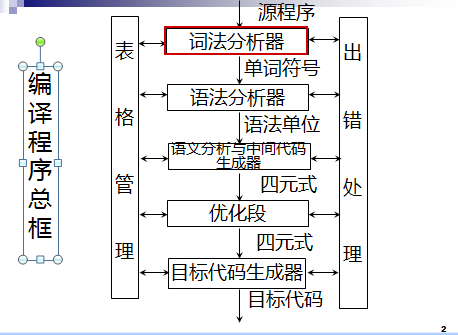 编译程序总框
表格管理
源程序
词法分析器
单词符号
语法分析器
语法单位
语义分析与中间代码
生成器
四元式
优化段
四元式
目标代码生成器
目标代码
出错处理
2